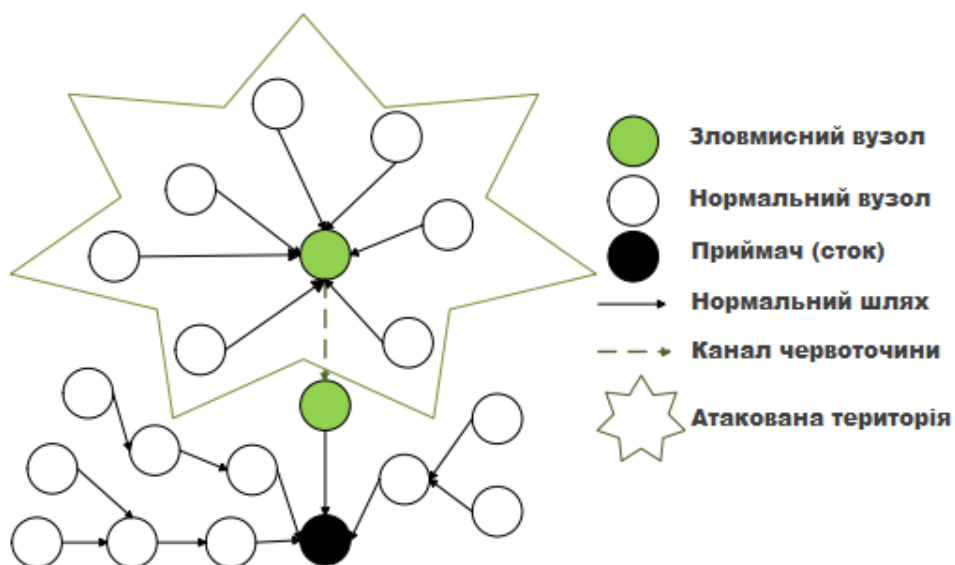 Зловмисний вузол
Нормальний вузол
Приймач (сток)
Нормальний шлях
Канал червоточини
Атакована територія